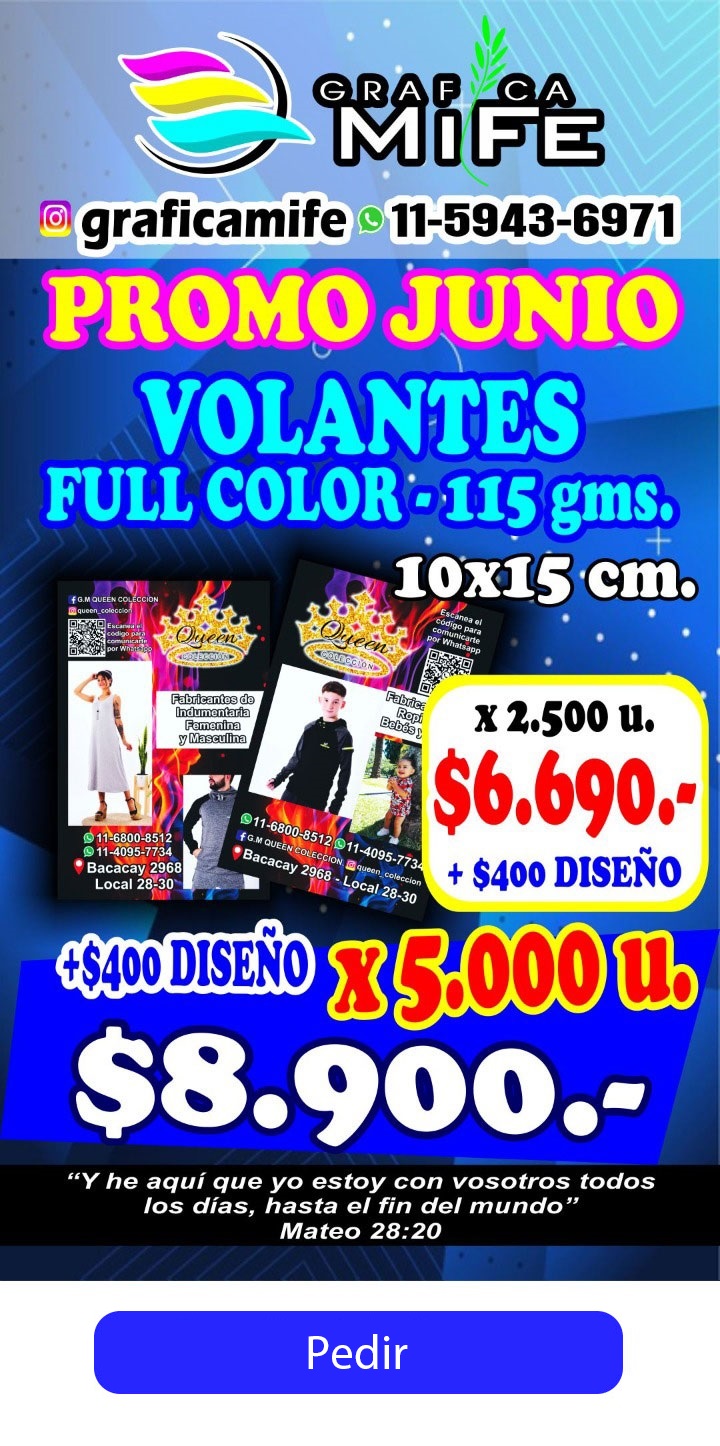 GRAFICA
MIFE
graficamife 11-5943-6971
PROMO JUNIO
VOLANTES
FULL COLOR - 115 gms.
10x15 cm.
G.M QUEEN COLECCION
queen_coleccion
Escanea el
código para
comunicarte
por Whatsapp
Queen
COLECCIÓN
Fabricantes de
Indumentaria
Femenina
y Masculina
11-6800-8512
11-4095-7734
Bacacay 2968
Local 28-30
Escanea el
código para
comunicarte
por Whatsapp
Queen
COLECCIÓN
Bebés y
11-6800-8512 11-4095-7734
G.M QUEEN COLECCION queen_coleccion
Bacacay 2968 - Local 28-30
x 2.500 u.
$6.690.-
+ $400 DISEÑO
+$400 DISEÑO x 5.000 u.
$8.900.-
“Y he aquí que yo estoy con vosotros todos
los días, hasta el fin del mundo”
Mateo 28:20
Pedir